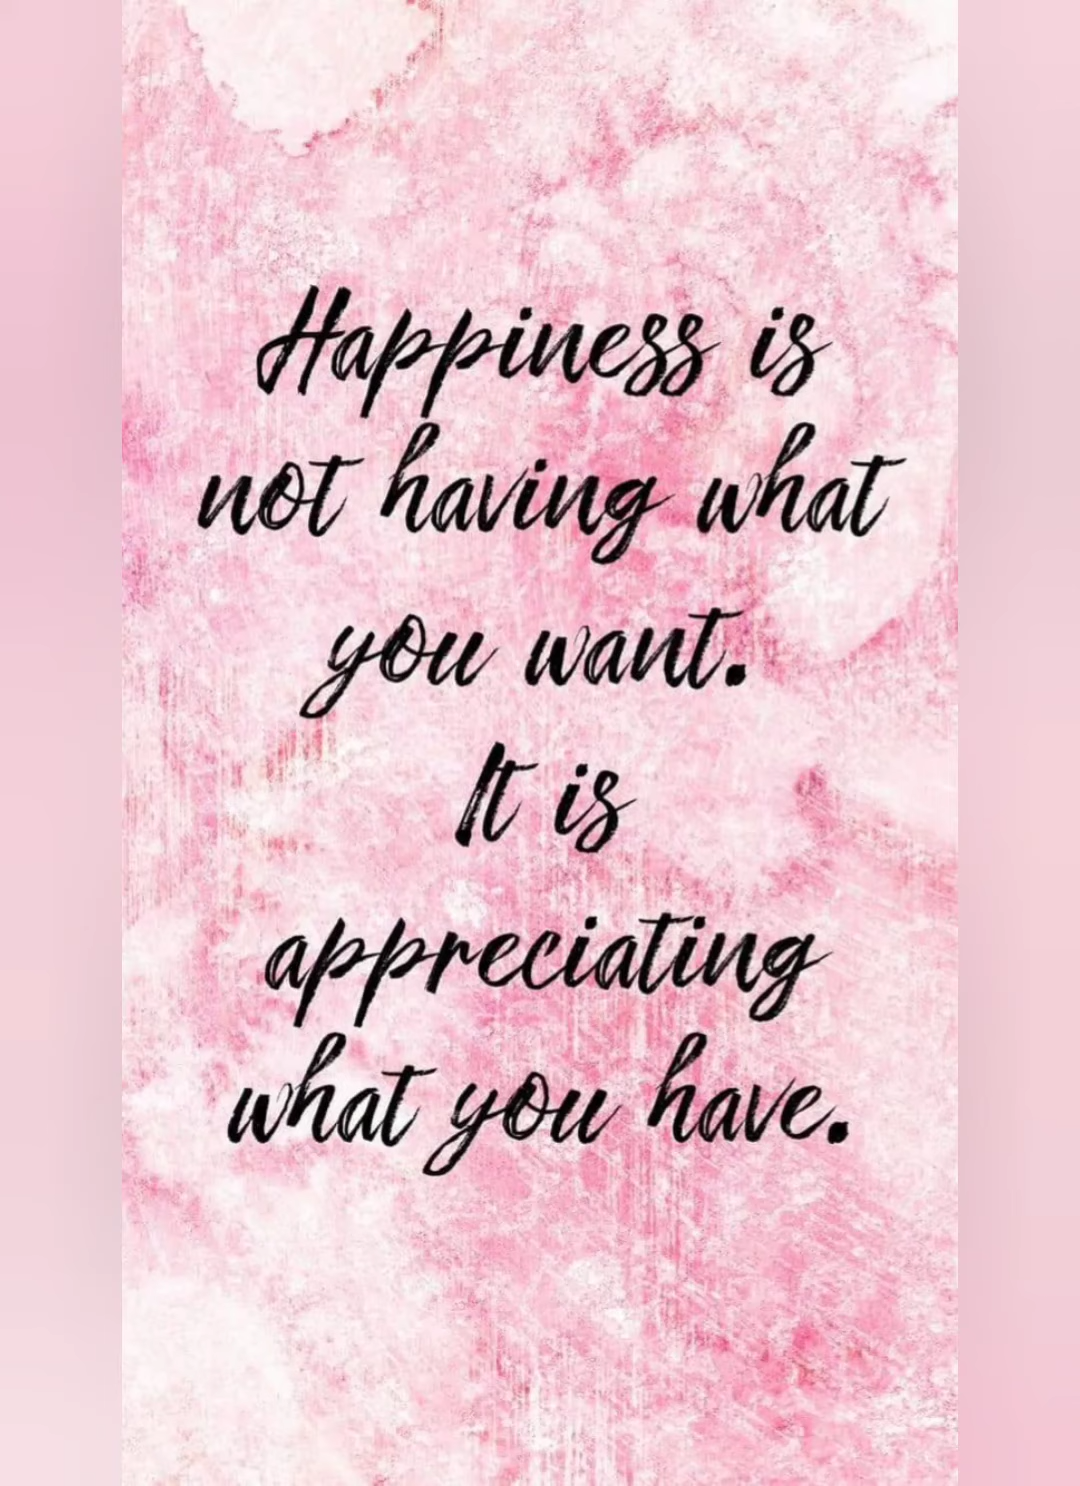 Happiness is
not having what
you want.
It is
appreciating
what you have.